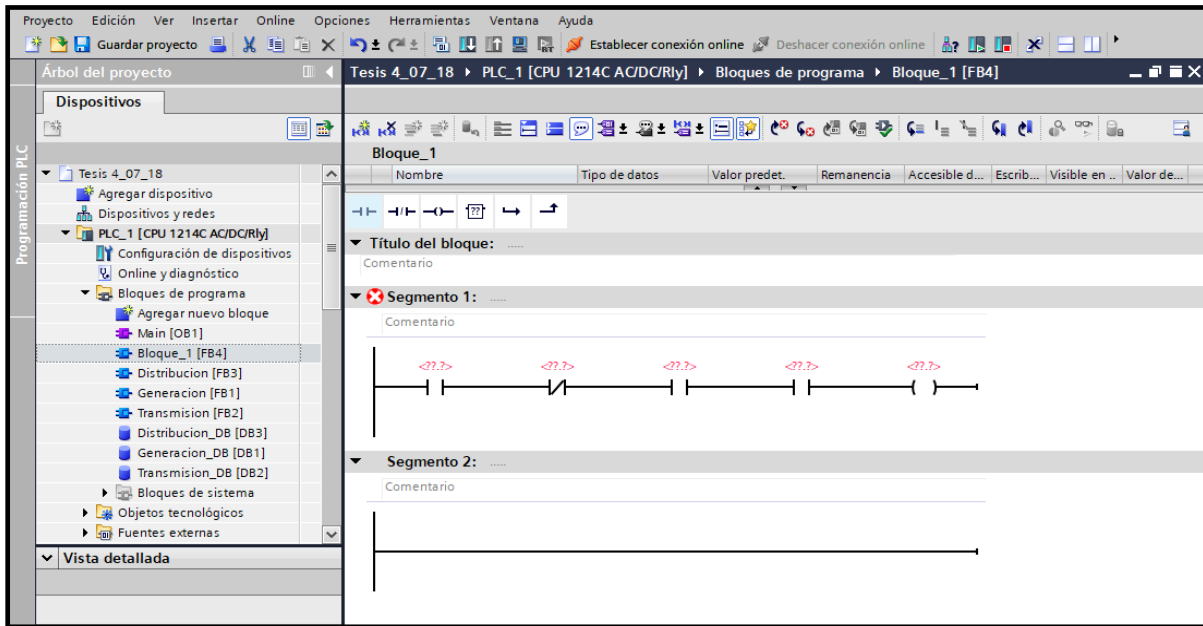 Proyecto Edición Ver Insertar Online Opciones Herramientas Ventana Ayuda
Guardar proyecto Establecer conexión online Deshacer conexión online
Árbol del proyecto
Tesis 4_07_18 PLC_1 [CPU 1214C AC/DC/Rly] Bloques de programa Bloque_1 [FB4]
Programación PLC
Dispositivos
Tesis 4_07_18
Agregar dispositivo
Dispositivos y redes
PLC_1 [CPU 1214C AC/DC/Rly]
Configuración de dispositivos
Online y diagnóstico
Bloques de programa
Agregar nuevo bloque
Main [OB1]
Bloque_1 [FB4]
Distribucion [FB3]
Generacion [FB1]
Transmision [FB2]
Distribucion_DB [DB3]
Generacion_DB [DB1]
Transmision_DB [DB2]
Bloques de sistema
Objetos tecnológicos
Fuentes externas
Vista detallada
Bloque_1
Nombre Tipo de datos Valor predet. Remanencia Accesible d... Escrib... Visible en .. Valor de...
??
Título del bloque: .....
Comentario
Segmento 1: .....
Comentario
<??.?> <??.?> <??.?> <??.?> <??.?>
Segmento 2: .....
Comentario